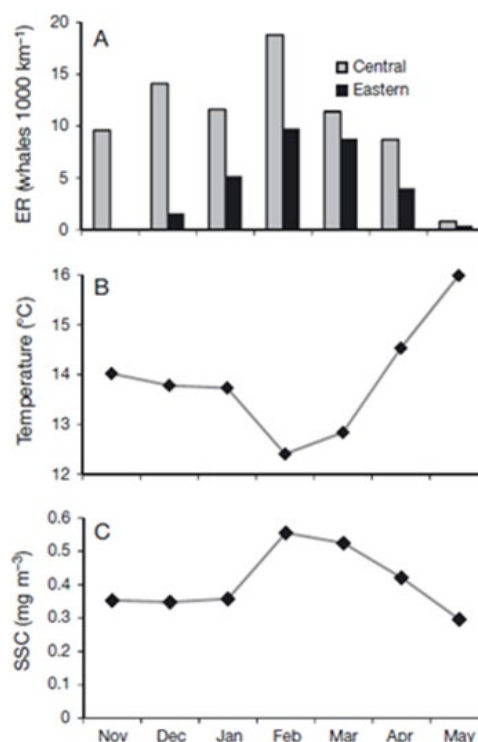 A
ER (whales 1000 km⁻¹)
20
15
10
5
0
Central
Eastern
B
Temperature (°C)
16
15
14
13
12
C
SSC (mg m⁻³)
0.6
0.5
0.4
0.3
0.2
0.1
0
Nov Dec Jan Feb Mar Apr May